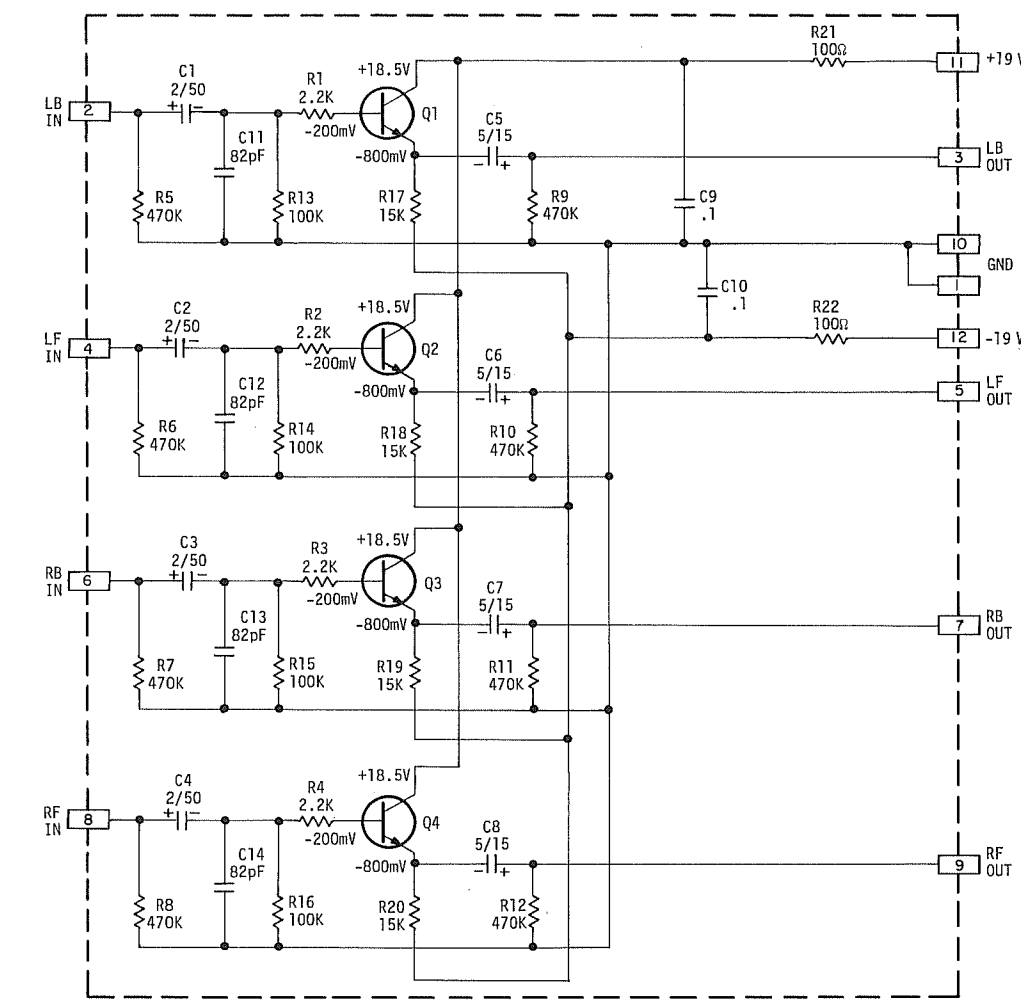 R21
100Ω
11
+19 V
C1
2/50
+ −
R1
2.2K
-200mV
+18.5V
Q1
LB
IN
2
C11
82pF
-800mV
C5
5/15
− +
3
LB
OUT
R5
470K
R13
100K
R17
15K
R9
470K
C9
.1
10
GND
1
C10
.1
R22
100Ω
12
-19 V
C2
2/50
+ −
R2
2.2K
-200mV
+18.5V
Q2
LF
IN
4
C12
82pF
-800mV
C6
5/15
− +
5
LF
OUT
R6
470K
R14
100K
R18
15K
R10
470K
C3
2/50
+ −
R3
2.2K
-200mV
+18.5V
Q3
RB
IN
6
C13
82pF
-800mV
C7
5/15
− +
7
RB
OUT
R7
470K
R15
100K
R19
15K
R11
470K
C4
2/50
+ −
R4
2.2K
-200mV
+18.5V
Q4
RF
IN
8
C14
82pF
-800mV
C8
5/15
− +
9
RF
OUT
R8
470K
R16
100K
R20
15K
R12
470K